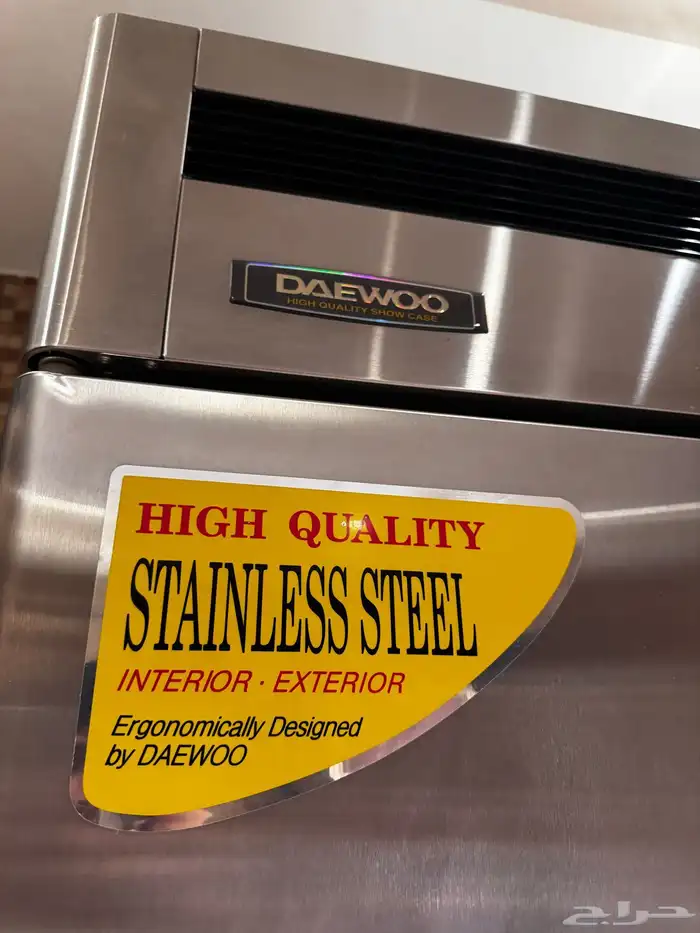 DAEWOO
HIGH QUALITY SHOW CASE
HIGH QUALITY
STAINLESS STEEL
INTERIOR · EXTERIOR
Ergonomically Designed
by DAEWOO
حراج